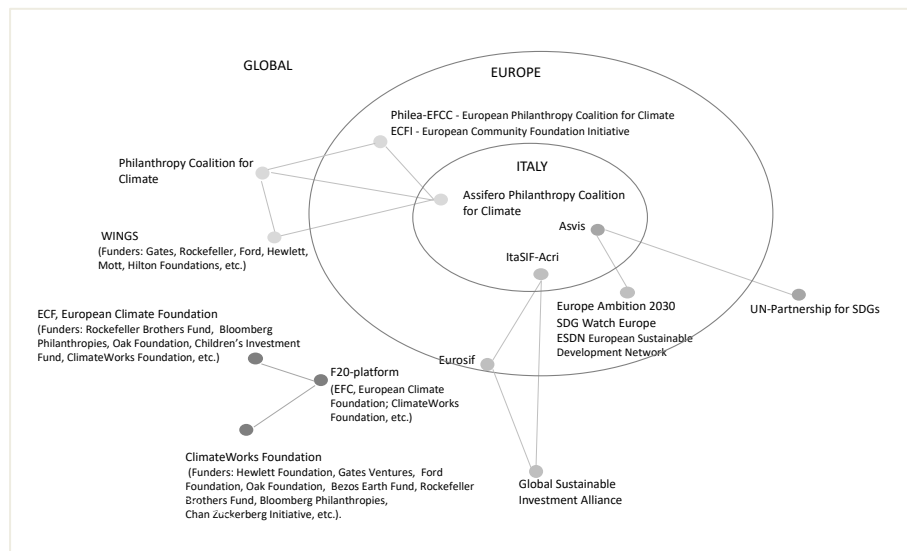 GLOBAL
EUROPE
Philea-EFCC - European Philanthropy Coalition for Climate
ECFI - European Community Foundation Initiative
Philanthropy Coalition for
Climate
ITALY
Assifero Philanthropy Coalition
for Climate
Asvis
WINGS
(Funders: Gates, Rockefeller, Ford, Hewlett,
Mott, Hilton Foundations, etc.)
ItaSIF-Acri
Europe Ambition 2030
SDG Watch Europe
ESDN European Sustainable
Development Network
UN-Partnership for SDGs
ECF, European Climate Foundation
(Funders: Rockefeller Brothers Fund, Bloomberg
Philanthropies, Oak Foundation, Children's Investment
Fund, ClimateWorks Foundation, etc.)
Eurosif
F20-platform
(EFC, European Climate
Foundation; ClimateWorks
Foundation, etc.)
ClimateWorks Foundation
(Funders: Hewlett Foundation, Gates Ventures, Ford
Foundation, Oak Foundation, Bezos Earth Fund, Rockefeller
Brothers Fund, Bloomberg Philanthropies,
Chan Zuckerberg Initiative, etc.).
Global Sustainable
Investment Alliance